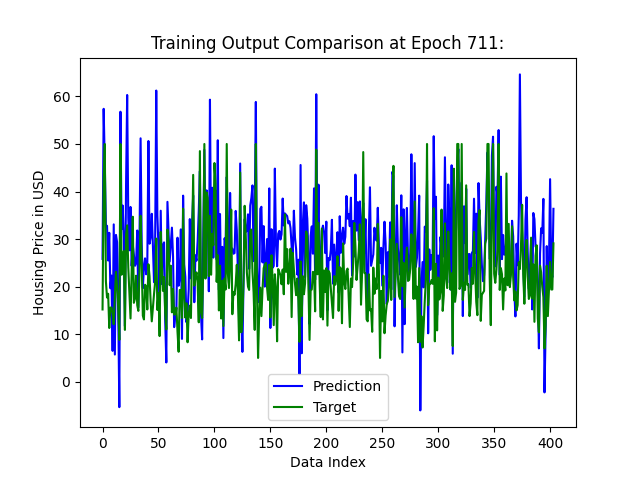 Training Output Comparison at Epoch 711:
60
50
40
30
20
10
0
Housing Price in USD
Prediction
Target
0 50 100 150 200 250 300 350 400
Data Index